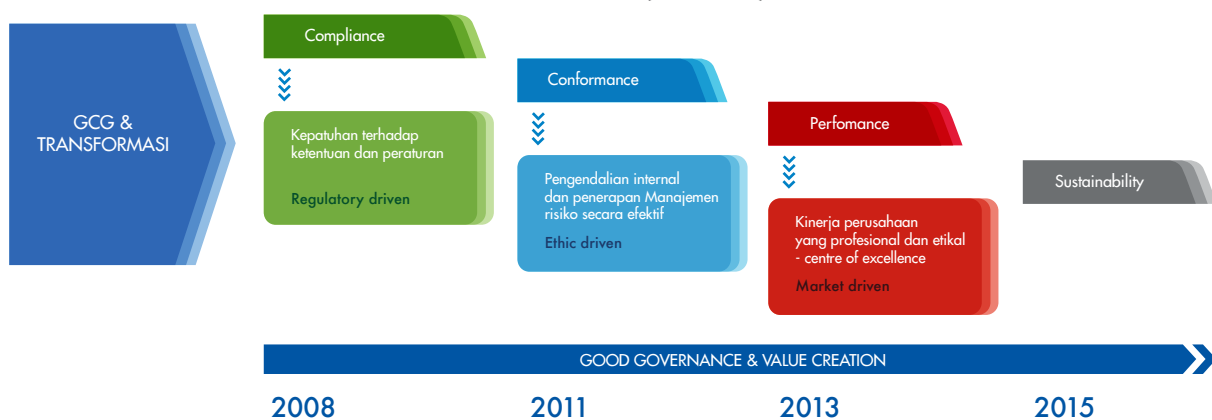 GCG &
TRANSFORMASI
Compliance
Kepatuhan terhadap
ketentuan dan peraturan
Regulatory driven
Conformance
Pengendalian internal
dan penerapan Manajemen
risiko secara efektif
Ethic driven
Perfomance
Kinerja perusahaan
yang profesional dan etikal
- centre of excellence
Market driven
Sustainability
GOOD GOVERNANCE & VALUE CREATION
2008
2011
2013
2015